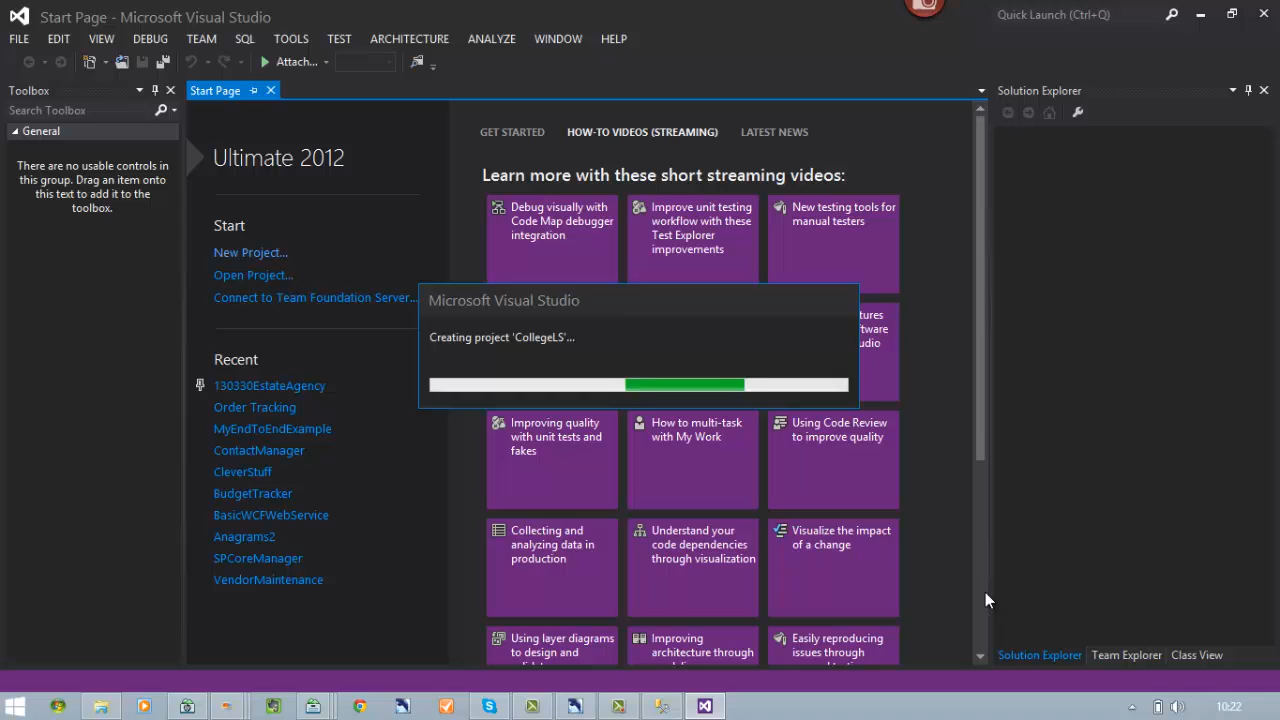 Start Page - Microsoft Visual Studio
Quick Launch (Ctrl+Q)
FILE EDIT VIEW DEBUG TEAM SQL TOOLS TEST ARCHITECTURE ANALYZE WINDOW HELP
Attach...
Toolbox
Search Toolbox
General
There are no usable controls in
this group. Drag an item onto
this text to add it to the
toolbox.
Start Page
Ultimate 2012
Start
New Project...
Open Project...
Connect to Team Foundation Server...
Recent
130330EstateAgency
Order Tracking
MyEndToEndExample
ContactManager
CleverStuff
BudgetTracker
BasicWCFWebService
Anagrams2
SPCoreManager
VendorMaintenance
GET STARTED HOW-TO VIDEOS (STREAMING) LATEST NEWS
Learn more with these short streaming videos:
Debug visually with
Code Map debugger
integration
Improve unit testing
workflow with these
Test Explorer
improvements
New testing tools for
manual testers
tures
ftware
udio
Microsoft Visual Studio
Creating project 'CollegeLS'...
Improving quality
with unit tests and
fakes
How to multi-task
with My Work
Using Code Review
to improve quality
Collecting and
analyzing data in
production
Understand your
code dependencies
through visualization
Visualize the impact
of a change
Using layer diagrams
to design and
Improving
architecture through
Easily reproducing
issues through
Solution Explorer
Solution Explorer Team Explorer Class View
10:22